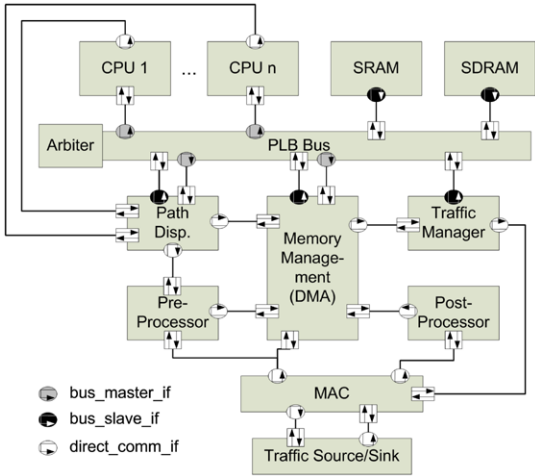 CPU 1
...
CPU n
SRAM
SDRAM
Arbiter
PLB Bus
Path
Disp.
Memory
Manage-
ment
(DMA)
Traffic
Manager
Pre-
Processor
Post-
Processor
MAC
Traffic Source/Sink
bus_master_if
bus_slave_if
direct_comm_if